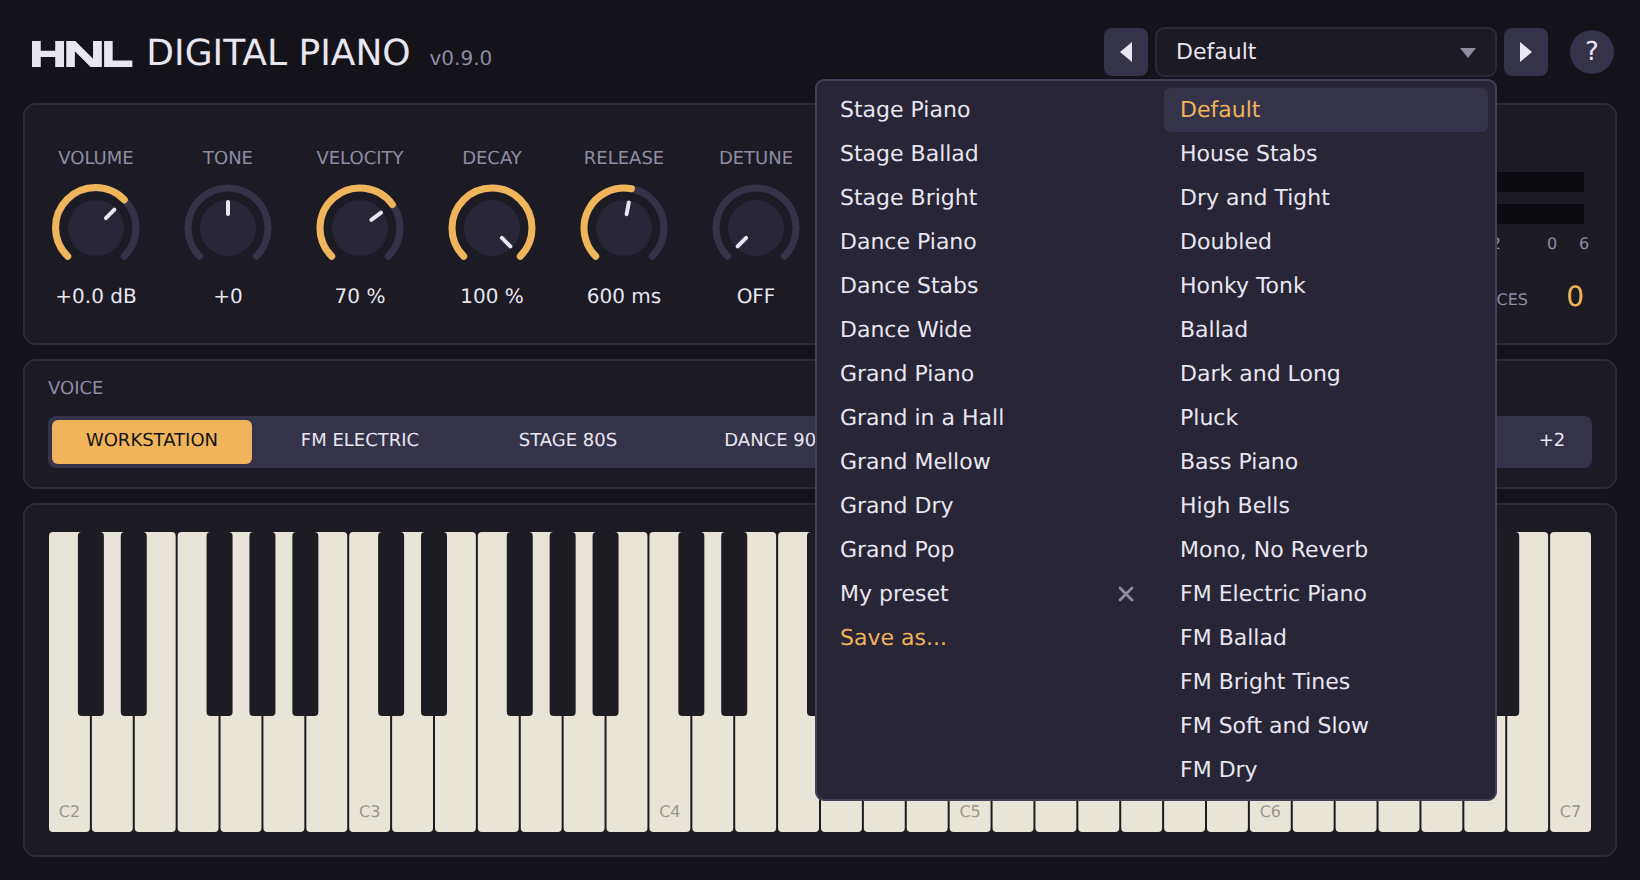 HNL DIGITAL PIANO v0.9.0
Default
?
VOLUME TONE VELOCITY DECAY RELEASE DETUNE
+0.0 dB +0 70 % 100 % 600 ms OFF
0 6
0
VOICE
WORKSTATION FM ELECTRIC STAGE 80S DANCE 90
+2
Stage Piano
Stage Ballad
Stage Bright
Dance Piano
Dance Stabs
Dance Wide
Grand Piano
Grand in a Hall
Grand Mellow
Grand Dry
Grand Pop
My preset
Save as...
Default
House Stabs
Dry and Tight
Doubled
Honky Tonk
Ballad
Dark and Long
Pluck
Bass Piano
High Bells
Mono, No Reverb
FM Electric Piano
FM Ballad
FM Bright Tines
FM Soft and Slow
FM Dry
C2 C3 C4 C5 C6 C7